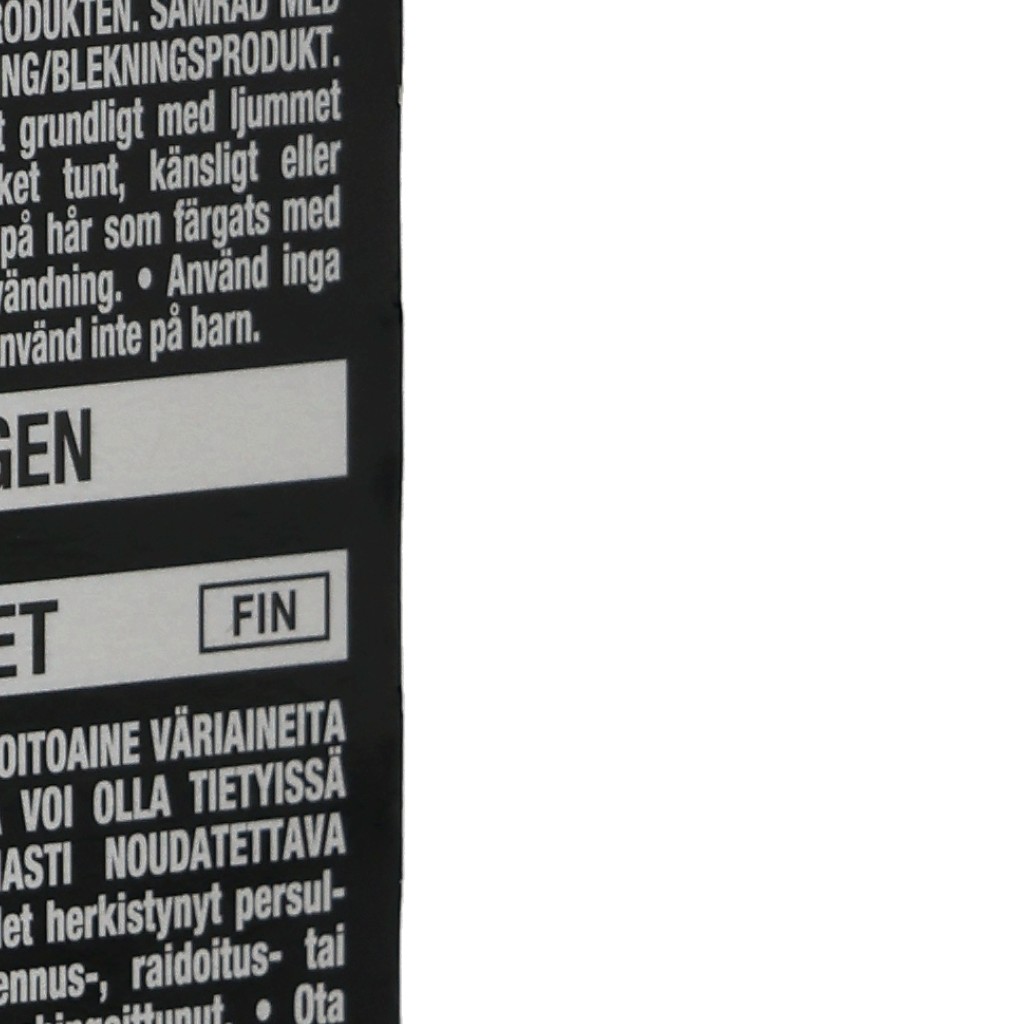 PRODUKTEN. SAMRÅD MED
NING/BLEKNINGSPRODUKT.
t grundligt med ljummet
ket tunt, känsligt eller
på hår som färgats med
vändning. • Använd inga
nvänd inte på barn.
GEN
ET FIN
OITOAINE VÄRIAINEITA
VOI OLLA TIETYISSÄ
ASTI NOUDATETTAVA
let herkistynyt persul-
ennus-, raidoitus- tai
• Ota